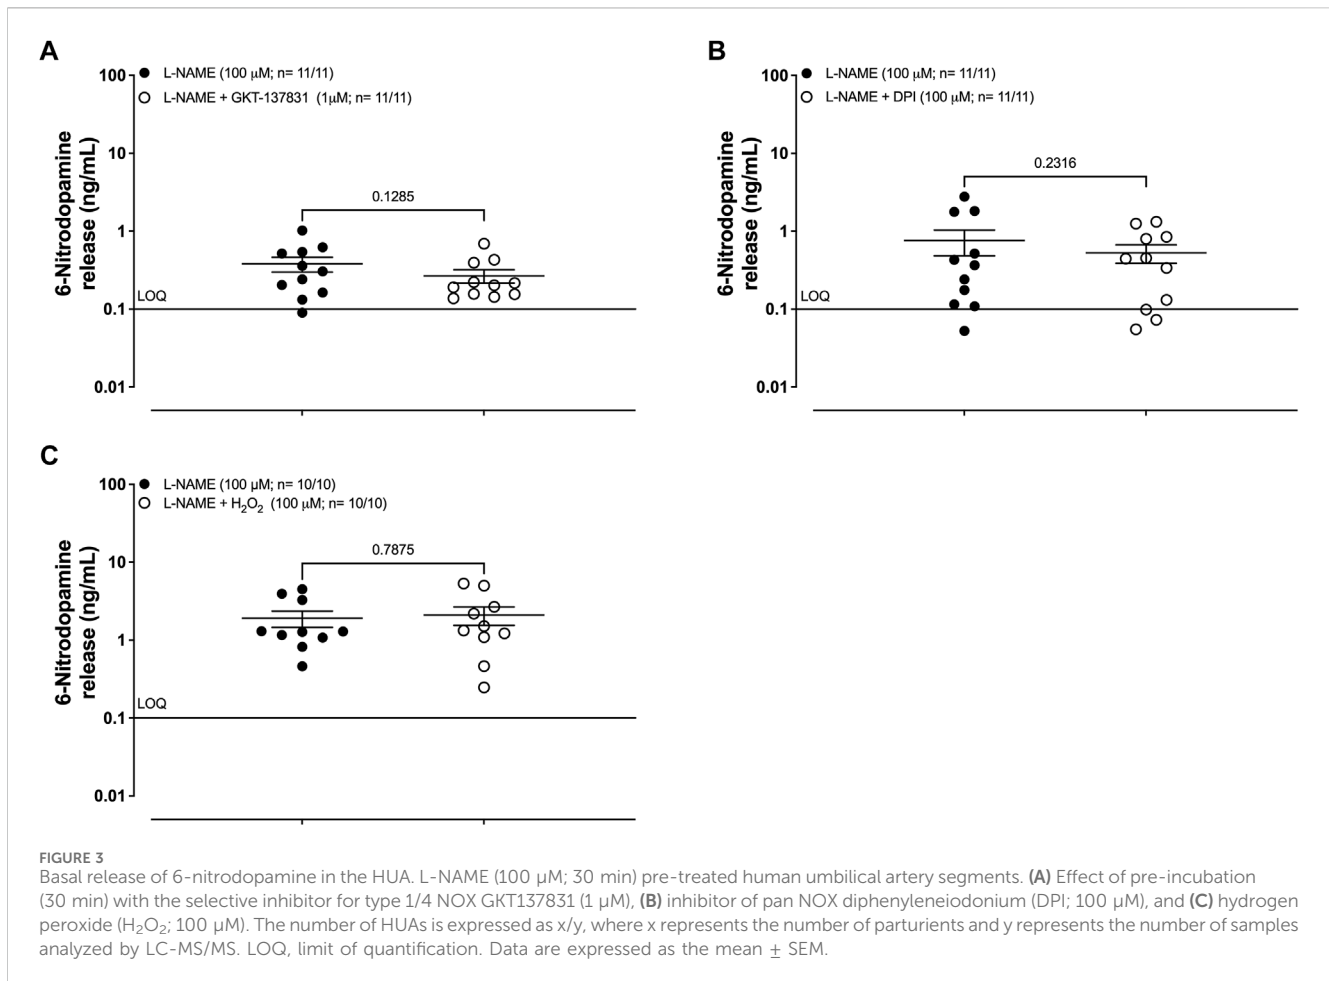 A
L-NAME (100 μM; n= 11/11)
L-NAME + GKT-137831 (1μM; n= 11/11)
100
10
1
0.1
0.01
6-Nitrodopamine
release (ng/mL)
0.1285
LOQ
B
L-NAME (100 μM; n= 11/11)
L-NAME + DPI (100 μM; n= 11/11)
100
10
1
0.1
0.01
6-Nitrodopamine
release (ng/mL)
0.2316
LOQ
C
L-NAME (100 μM; n= 10/10)
L-NAME + H₂O₂ (100 μM; n= 10/10)
100
10
1
0.1
0.01
6-Nitrodopamine
release (ng/mL)
0.7875
LOQ
FIGURE 3
Basal release of 6-nitrodopamine in the HUA. L-NAME (100 μM; 30 min) pre-treated human umbilical artery segments. (A) Effect of pre-incubation
(30 min) with the selective inhibitor for type 1/4 NOX GKT137831 (1 μM), (B) inhibitor of pan NOX diphenyleneiodonium (DPI; 100 μM), and (C) hydrogen
peroxide (H₂O₂; 100 μM). The number of HUAs is expressed as x/y, where x represents the number of parturients and y represents the number of samples
analyzed by LC-MS/MS. LOQ, limit of quantification. Data are expressed as the mean ± SEM.